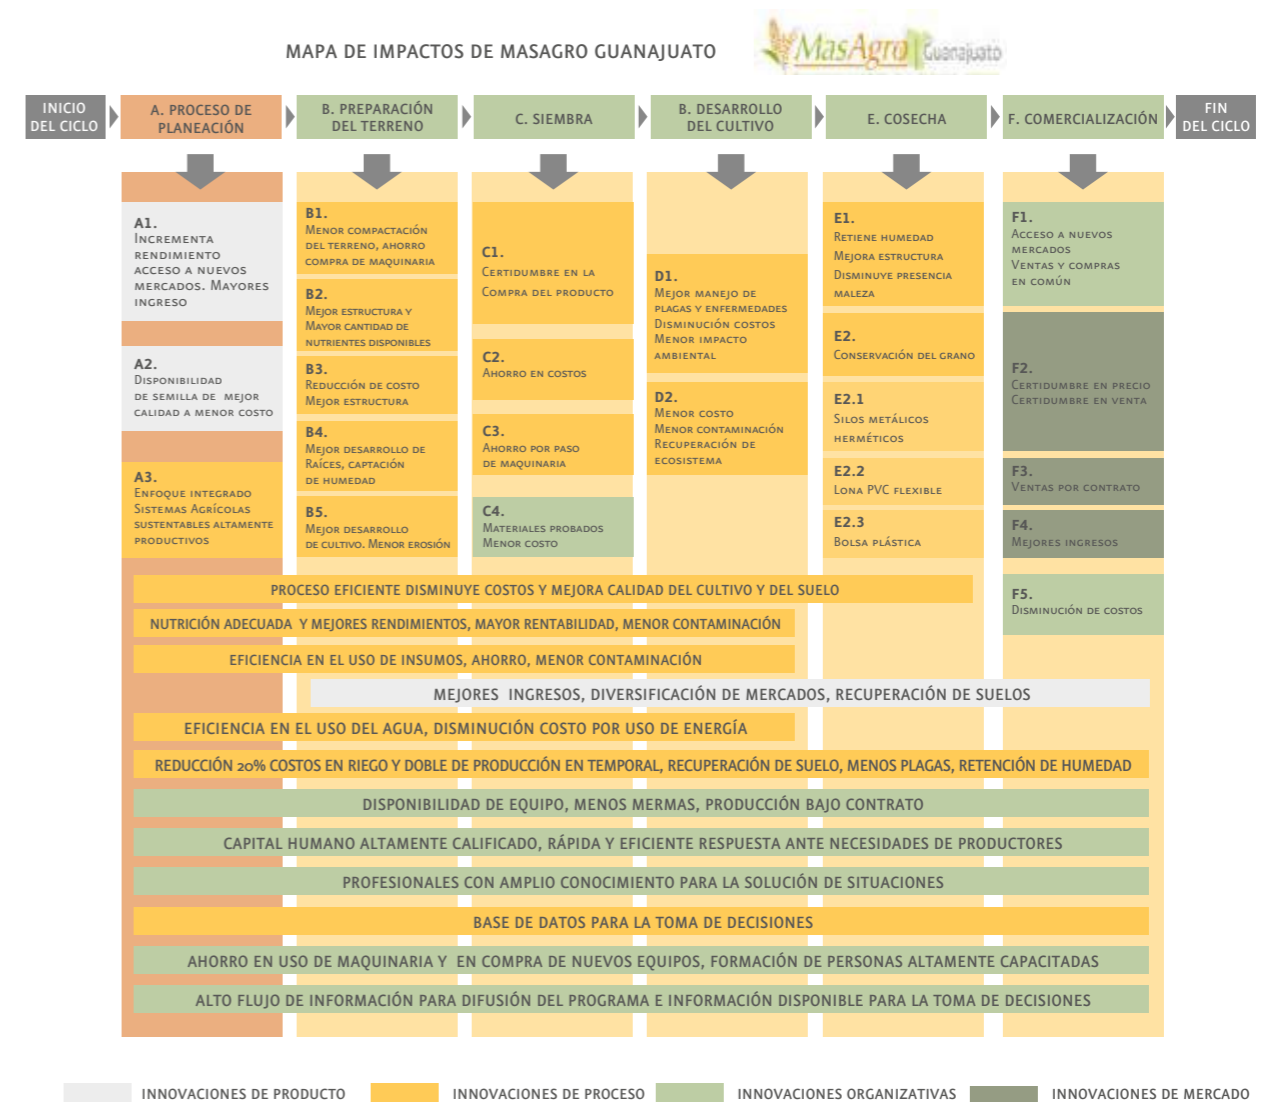 MAPA DE IMPACTOS DE MASAGRO GUANAJUATO
MasAgro Guanajuato
INICIO
DEL CICLO
A. PROCESO DE
PLANEACIÓN
B. PREPARACIÓN
DEL TERRENO
C. SIEMBRA
B. DESARROLLO
DEL CULTIVO
E. COSECHA
F. COMERCIALIZACIÓN
FIN
DEL CICLO
A1.
Incrementa
rendimiento
acceso a nuevos
mercados. Mayores
ingreso
A2.
Disponibilidad
de semilla de mejor
calidad a menor costo
A3.
Enfoque integrado
Sistemas Agrícolas
sustentables altamente
productivos
B1.
Menor compactación
del terreno, ahorro
compra de maquinaria
B2.
Mejor estructura y
Mayor cantidad de
nutrientes disponibles
B3.
Reducción de costo
Mejor estructura
B4.
Mejor desarrollo de
Raíces, captación
de humedad
B5.
Mejor desarrollo
de cultivo. Menor erosión
C1.
Certidumbre en la
Compra del producto
C2.
Ahorro en costos
C3.
Ahorro por paso
de maquinaria
C4.
Materiales probados
Menor costo
D1.
Mejor manejo de
plagas y enfermedades
Disminución costos
Menor impacto
ambiental
D2.
Menor costo
Menor contaminación
Recuperación de
ecosistema
E1.
Retiene humedad
Mejora estructura
Disminuye presencia
maleza
E2.
Conservación del grano
E2.1
Silos metálicos
herméticos
E2.2
Lona PVC flexible
E2.3
Bolsa plástica
F1.
Acceso a nuevos
mercados
Ventas y compras
en común
F2.
Certidumbre en precio
Certidumbre en venta
F3.
Ventas por contrato
F4.
Mejores ingresos
F5.
Disminución de costos
PROCESO EFICIENTE DISMINUYE COSTOS Y MEJORA CALIDAD DEL CULTIVO Y DEL SUELO
NUTRICIÓN ADECUADA Y MEJORES RENDIMIENTOS, MAYOR RENTABILIDAD, MENOR CONTAMINACIÓN
EFICIENCIA EN EL USO DE INSUMOS, AHORRO, MENOR CONTAMINACIÓN
MEJORES INGRESOS, DIVERSIFICACIÓN DE MERCADOS, RECUPERACIÓN DE SUELOS
EFICIENCIA EN EL USO DEL AGUA, DISMINUCIÓN COSTO POR USO DE ENERGÍA
REDUCCIÓN 20% COSTOS EN RIEGO Y DOBLE DE PRODUCCIÓN EN TEMPORAL, RECUPERACIÓN DE SUELO, MENOS PLAGAS, RETENCIÓN DE HUMEDAD
DISPONIBILIDAD DE EQUIPO, MENOS MERMAS, PRODUCCIÓN BAJO CONTRATO
CAPITAL HUMANO ALTAMENTE CALIFICADO, RÁPIDA Y EFICIENTE RESPUESTA ANTE NECESIDADES DE PRODUCTORES
PROFESIONALES CON AMPLIO CONOCIMIENTO PARA LA SOLUCIÓN DE SITUACIONES
BASE DE DATOS PARA LA TOMA DE DECISIONES
AHORRO EN USO DE MAQUINARIA Y EN COMPRA DE NUEVOS EQUIPOS, FORMACIÓN DE PERSONAS ALTAMENTE CAPACITADAS
ALTO FLUJO DE INFORMACIÓN PARA DIFUSIÓN DEL PROGRAMA E INFORMACIÓN DISPONIBLE PARA LA TOMA DE DECISIONES
INNOVACIONES DE PRODUCTO
INNOVACIONES DE PROCESO
INNOVACIONES ORGANIZATIVAS
INNOVACIONES DE MERCADO